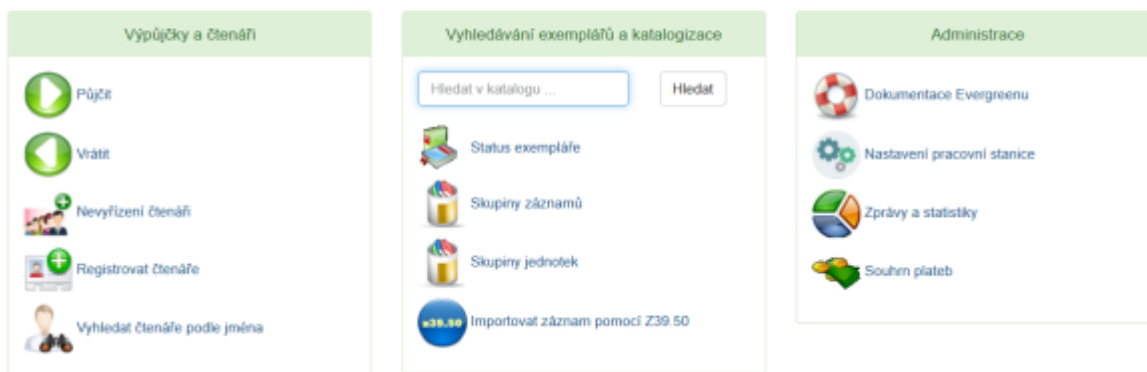 Výpůjčky a čtenáři
Půjčit
Vrátit
Nevyřízení čtenáři
Registrovat čtenáře
Vyhledat čtenáře podle jména
Vyhledávání exemplářů a katalogizace
Hledat v katalogu ...
Hledat
Status exempláře
Skupiny záznamů
Skupiny jednotek
z39.50
Importovat záznam pomocí Z39.50
Administrace
Dokumentace Evergreenu
Nastavení pracovní stanice
Zprávy a statistiky
Souhrn plateb